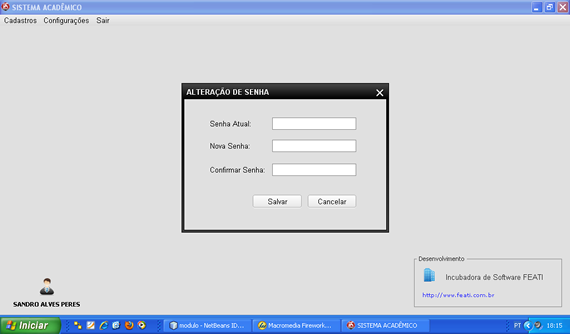 SISTEMA ACADÊMICO
Cadastros Configurações Sair
ALTERAÇÃO DE SENHA
Senha Atual:
Nova Senha:
Confirmar Senha:
Salvar Cancelar
SANDRO ALVES PERES
Desenvolvimento
Incubadora de Software FEATI
http://www.feati.com.br
Iniciar modulo - NetBeans ID... Macromedia Firework... SISTEMA ACADÊMICO PT 18:15